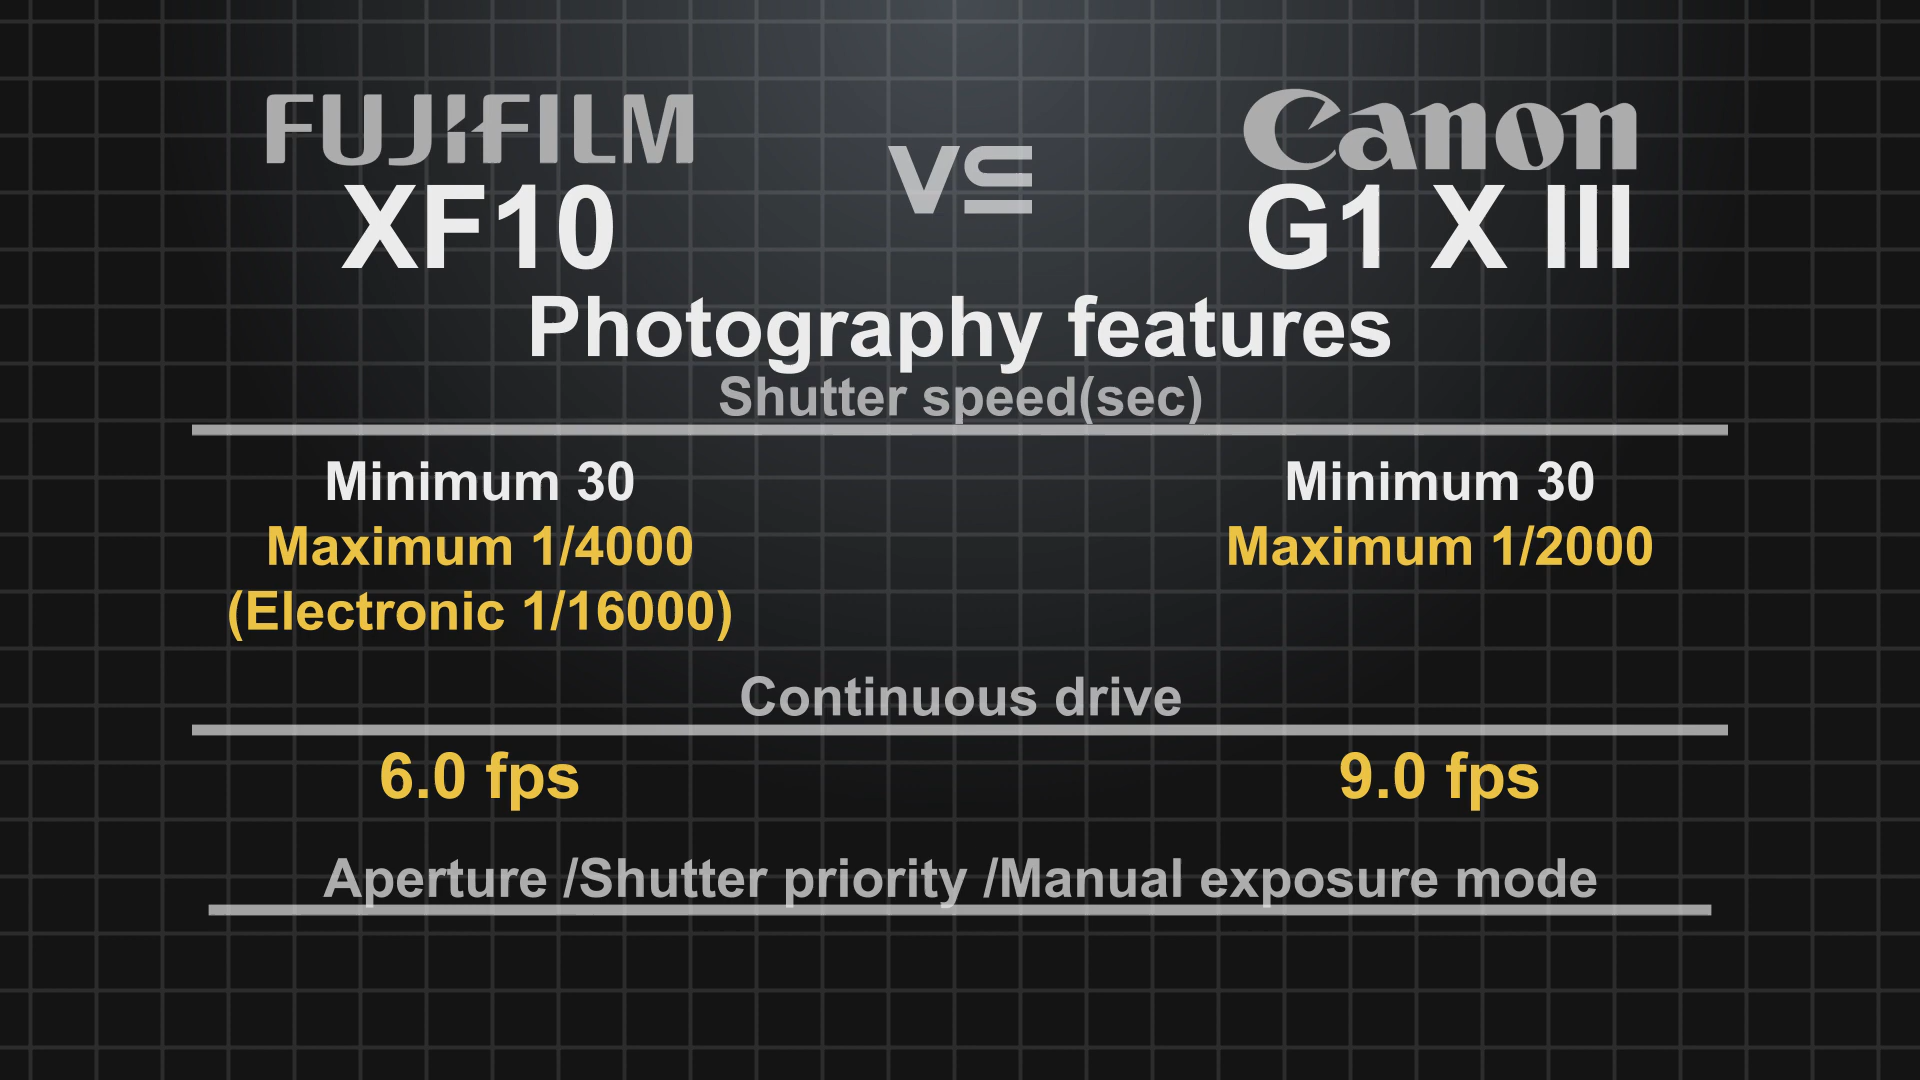 FUJIFILM
XF10
VS
Canon
G1 X III
Photography features
Shutter speed(sec)
Minimum 30
Maximum 1/4000
(Electronic 1/16000)
Minimum 30
Maximum 1/2000
Continuous drive
6.0 fps
9.0 fps
Aperture /Shutter priority /Manual exposure mode